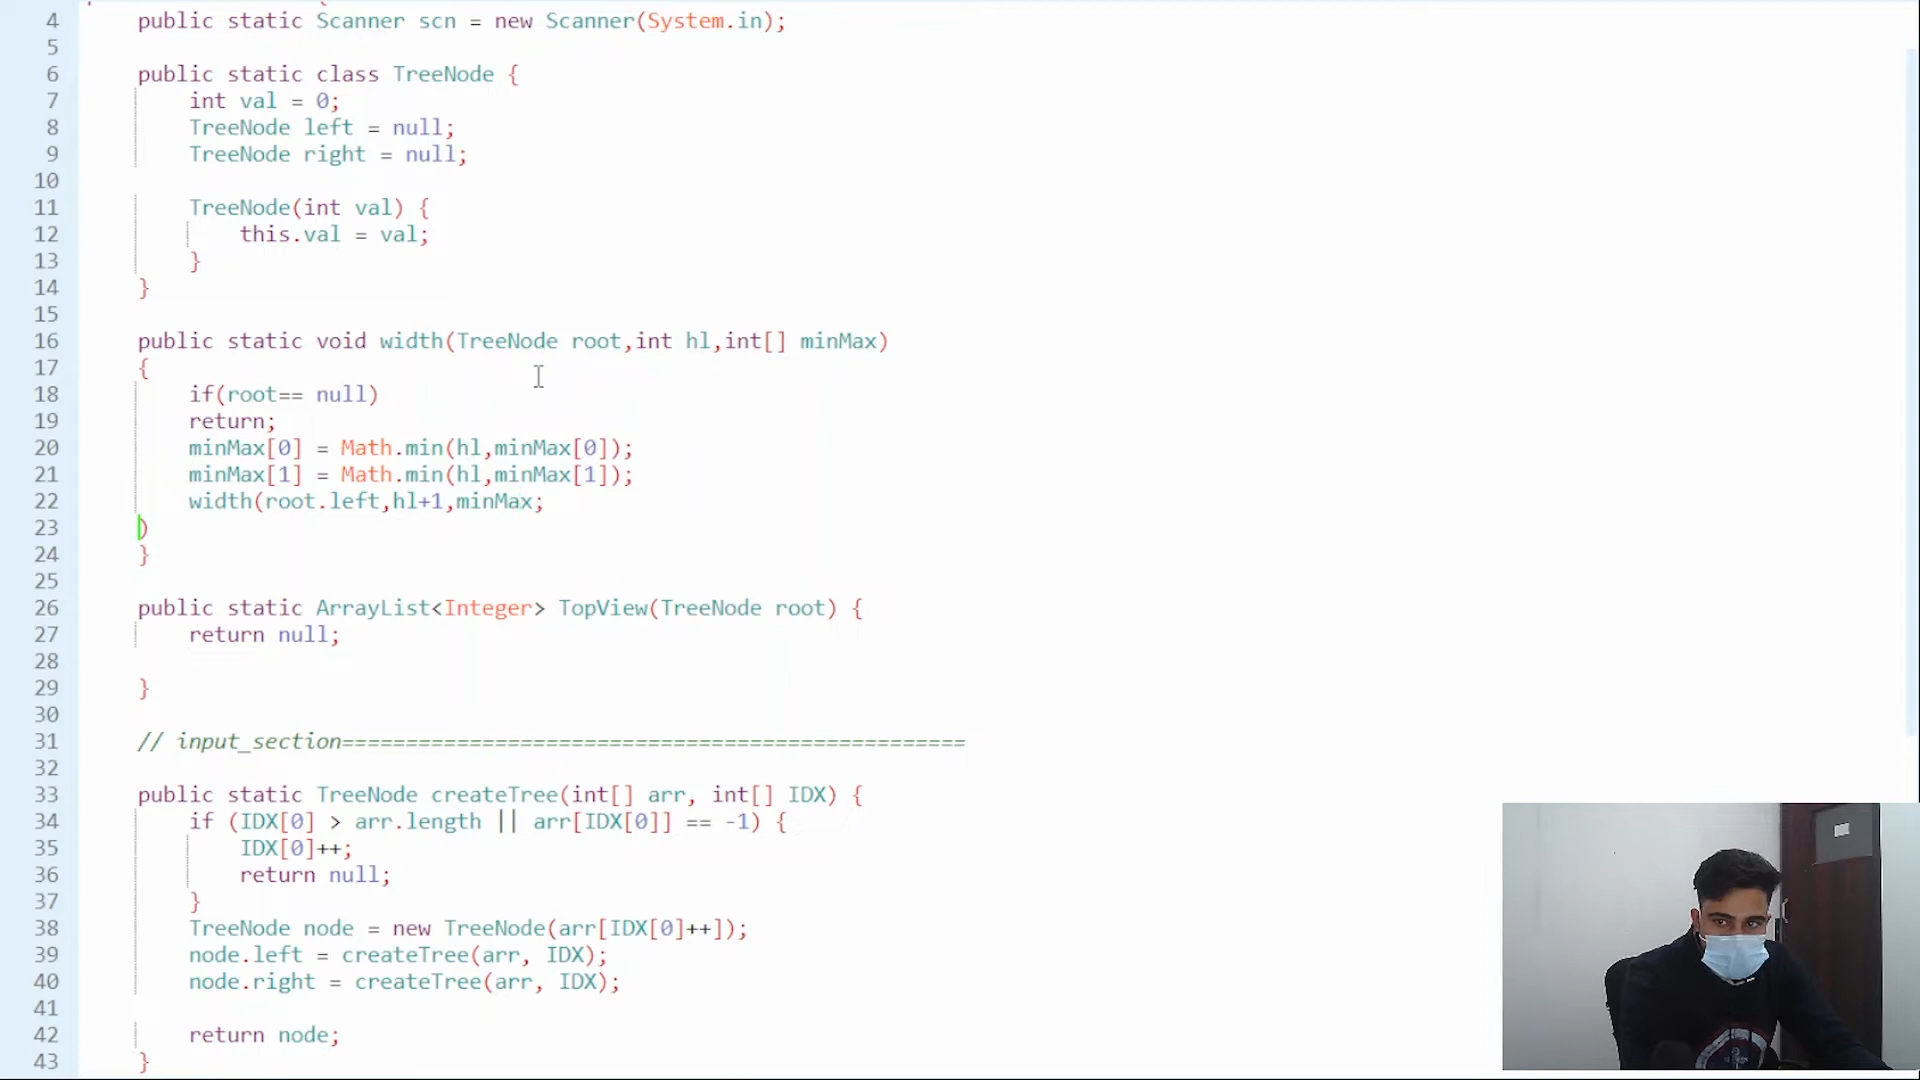 4 public static Scanner scn = new Scanner(System.in);
5
6 public static class TreeNode {
7 int val = 0;
8 TreeNode left = null;
9 TreeNode right = null;
10
11 TreeNode(int val) {
12 this.val = val;
13 }
14 }
15
16 public static void width(TreeNode root,int hl,int[] minMax)
17 {
18 if(root== null)
19 return;
20 minMax[0] = Math.min(hl,minMax[0]);
21 minMax[1] = Math.min(hl,minMax[1]);
22 width(root.left,hl+1,minMax;
23 )
24 }
25
26 public static ArrayList<Integer> TopView(TreeNode root) {
27 return null;
28
29 }
30
31 // input_section=================================================
32
33 public static TreeNode createTree(int[] arr, int[] IDX) {
34 if (IDX[0] > arr.length || arr[IDX[0]] == -1) {
35 IDX[0]++;
36 return null;
37 }
38 TreeNode node = new TreeNode(arr[IDX[0]++]);
39 node.left = createTree(arr, IDX);
40 node.right = createTree(arr, IDX);
41
42 return node;
43 }